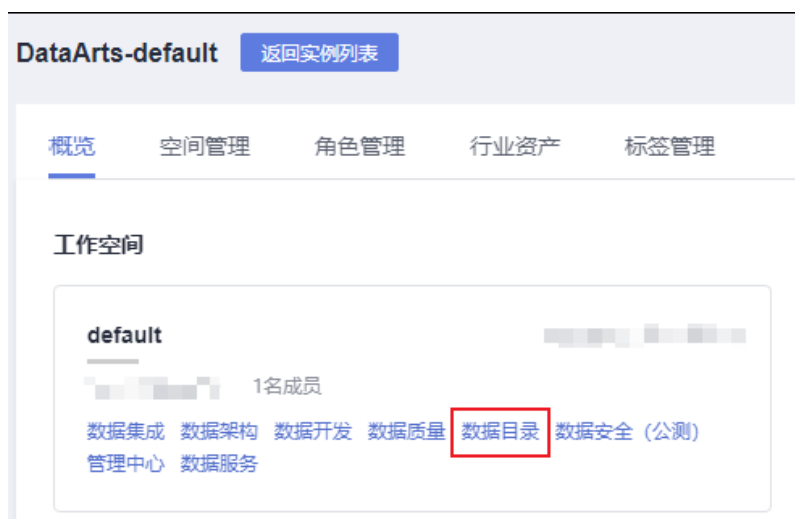 DataArts-default 返回实例列表
概览 空间管理 角色管理 行业资产 标签管理
工作空间
default
1名成员
数据集成 数据架构 数据开发 数据质量 数据目录 数据安全（公测）
管理中心 数据服务